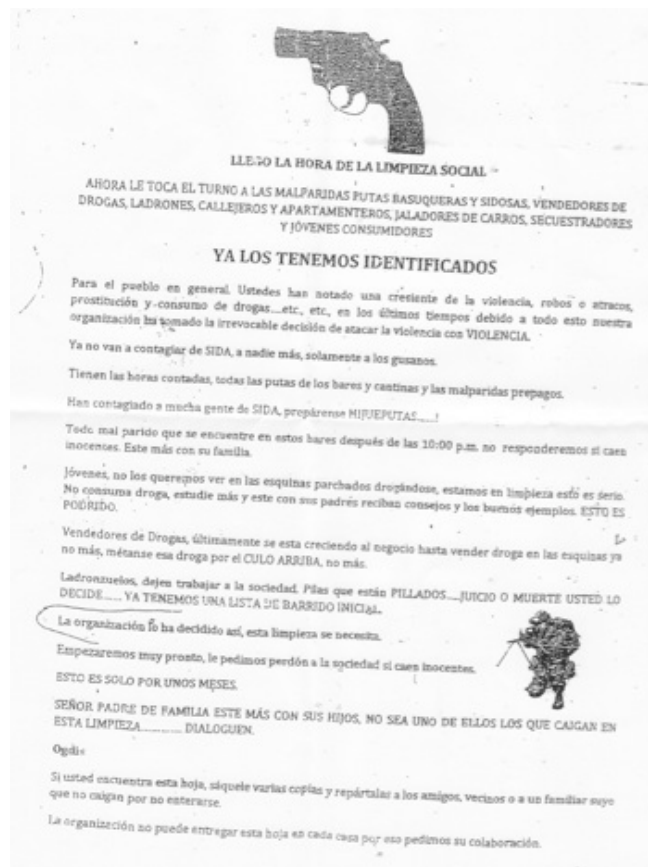 LLEGO LA HORA DE LA LIMPIEZA SOCIAL
AHORA LE TOCA EL TURNO A LAS MALPARIDAS PUTAS BASUQUERAS Y SIDOSAS, VENDEDORES DE
DROGAS, LADRONES, CALLEJEROS Y APARTAMENTEROS, JALADORES DE CARROS, SECUESTRADORES
Y JÓVENES CONSUMIDORES
YA LOS TENEMOS IDENTIFICADOS
Para el pueblo en general. Ustedes han notado una creciente de la violencia, robos o atracos,
prostitución y consumo de drogas....etc, etc., en los últimos tiempos debido a todo esto nuestra
organización ha tomado la irrevocable decisión de atacar la violencia con VIOLENCIA.
Ya no van a contagiar de SIDA, a nadie más, solamente a los gusanos.
Tienen las horas contadas, todas las putas de los bares y cantinas y las malparidas prepagos.
Han contagiado a mucha gente de SIDA, prepárense HIJUEPUTAS......!
Todo mal parido que se encuentre en estos bares después de las 10:00 p.m. no responderemos si caen
inocentes. Este más con su familia.
Jóvenes, no los queremos ver en las esquinas parchados drogándose, estamos en limpieza esto es serio.
No consuma droga, estudie más y este con sus padres reciban consejos y los buenos ejemplos. ESTO ES
PODRIDO.
Vendedores de Drogas, últimamente se esta creciendo al negocio hasta vender droga en las esquinas ya
no más, métanse esa droga por el CULO ARRIBA, no más.
Ladronzuelos, dejen trabajar a la sociedad. Pilas que están PILLADOS....JUICIO O MUERTE USTED LO
DECIDE...... YA TENEMOS UNA LISTA DE BARRIDO INICIAL.
La organización lo ha decidido así, esta limpieza se necesita.
Empezaremos muy pronto, le pedimos perdón a la sociedad si caen inocentes.
ESTO ES SOLO POR UNOS MESES.
SEÑOR PADRE DE FAMILIA ESTE MÁS CON SUS HIJOS, NO SEA UNO DE ELLOS LOS QUE CAIGAN EN
ESTA LIMPIEZA............ DIALOGUEN.
Si usted encuentra esta hoja, sáquele varias copias y repártalas a los amigos, vecinos o a un familiar suyo
que no caigan por no enterarse.
La organización no puede entregar esta hoja en cada casa por eso pedimos su colaboración.